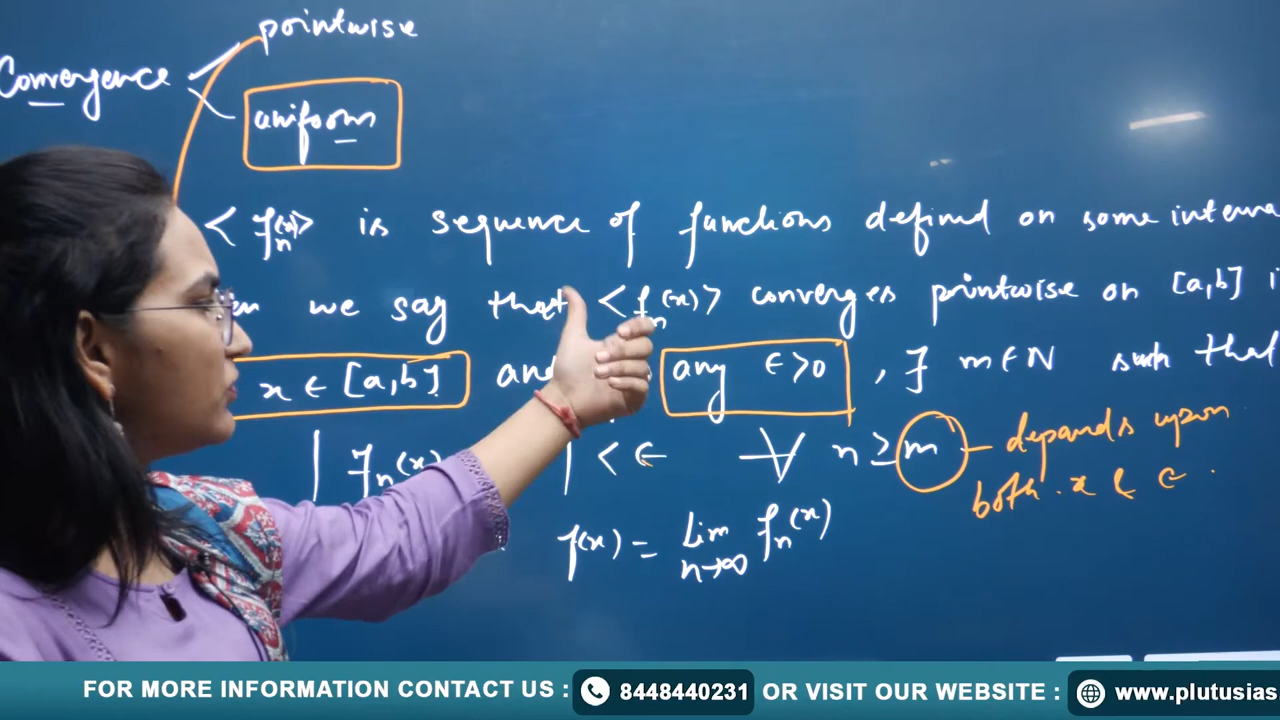 pointwise
Convergence
uniform
< fn(x) > is sequence of functions defined on some interva
we say that < fn(x) > converges pointwise on [a,b] i
x ∈ [a,b] and any ∈>0 , ∃ m∈N such that
| fn(x) | < ∈ ∀ n ≥ m - depends upon
both x & ∈ .
f(x) = Lim n→∞ fn(x)
FOR MORE INFORMATION CONTACT US : 8448440231 OR VISIT OUR WEBSITE : www.plutusias